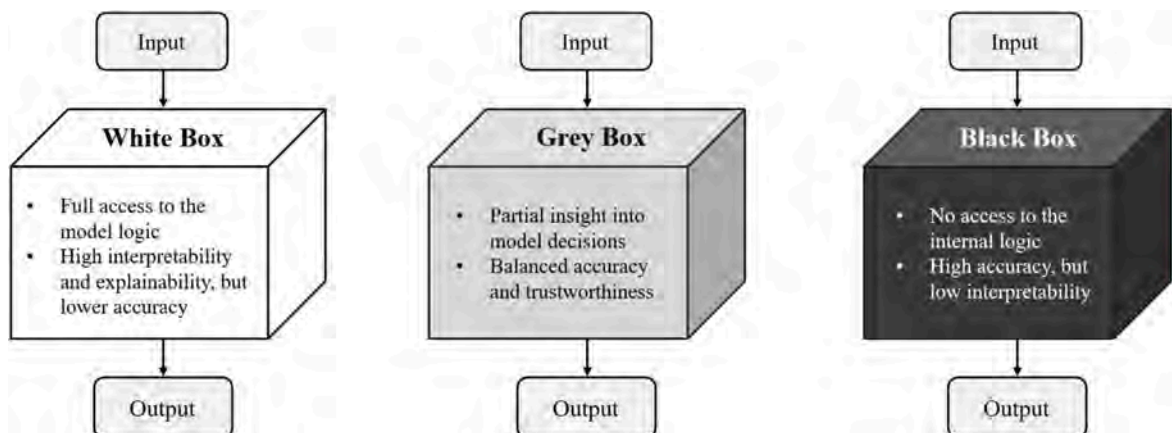 Input
White Box
• Full access to the
model logic
• High interpretability
and explainability, but
lower accuracy
Output
Input
Grey Box
• Partial insight into
model decisions
• Balanced accuracy
and trustworthiness
Output
Input
Black Box
• No access to the
internal logic
• High accuracy, but
low interpretability
Output